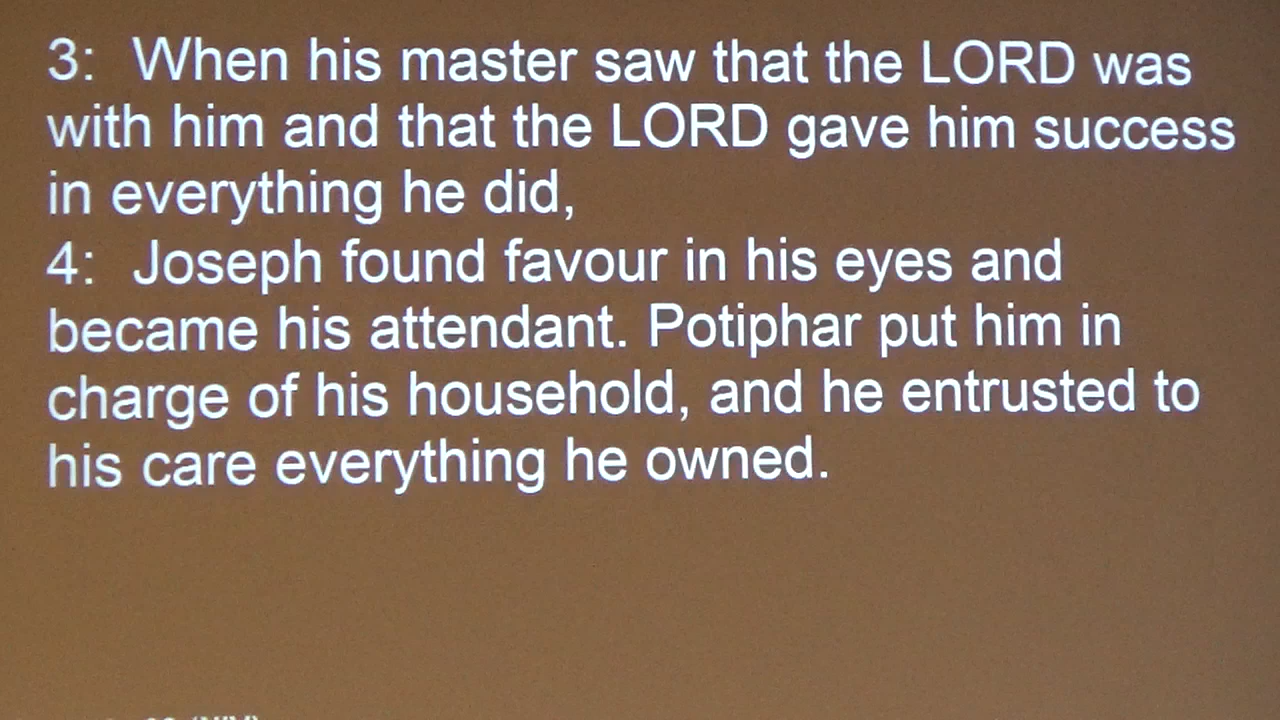 3: When his master saw that the LORD was
with him and that the LORD gave him success
in everything he did,
4: Joseph found favour in his eyes and
became his attendant. Potiphar put him in
charge of his household, and he entrusted to
his care everything he owned.